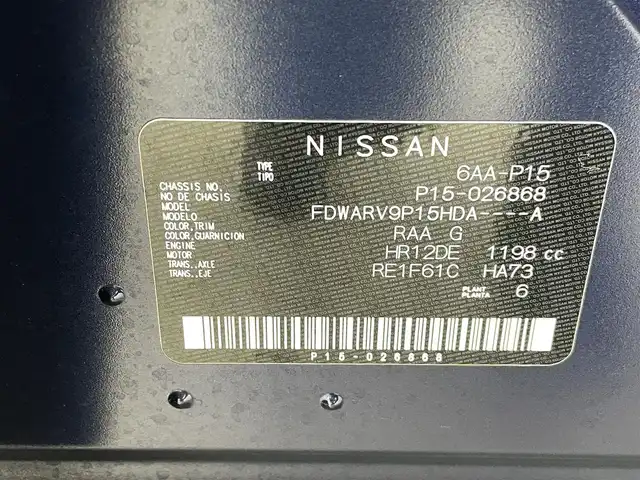 NISSAN
TYPE
TIPO 6AA-P15
CHASSIS NO.
NO DE CHASIS P15-026868
MODEL
MODELO FDWARV9P15HDA----A
COLOR,TRIM
COLOR,GUARNICION RAA G
ENGINE
MOTOR HR12DE 1198 cc
TRANS.,AXLE
TRANS.,EJE RE1F61C HA73
PLANT
PLANTA 6
P15-026868